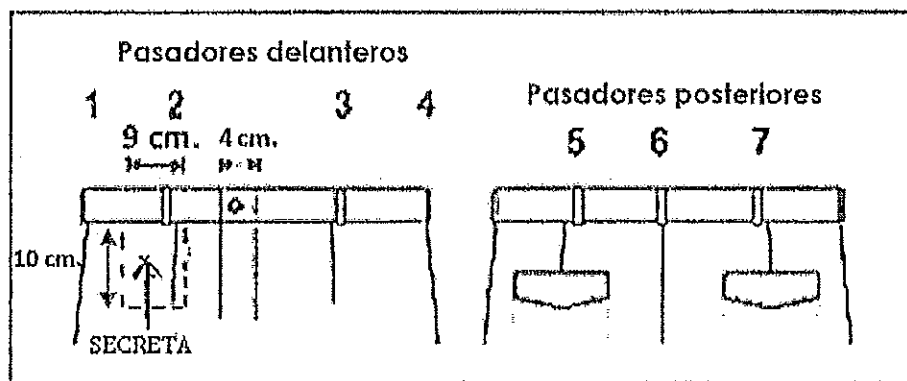 Pasadores delanteros
1 2 3 4
9 cm. 4 cm.
10 cm.
SECRETA
Pasadores posteriores
5 6 7